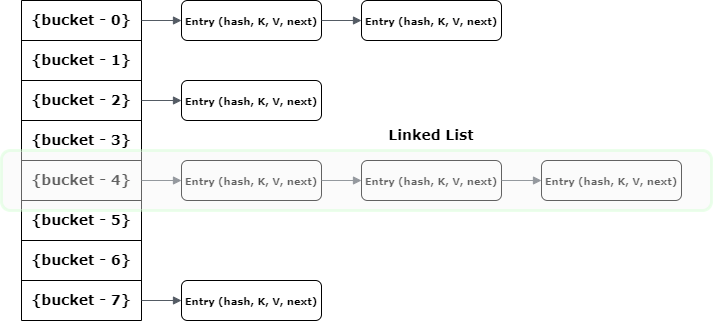 {bucket - 0} Entry (hash, K, V, next) Entry (hash, K, V, next)
{bucket - 1}
{bucket - 2} Entry (hash, K, V, next)
{bucket - 3}
Linked List
{bucket - 4} Entry (hash, K, V, next) Entry (hash, K, V, next) Entry (hash, K, V, next)
{bucket - 5}
{bucket - 6}
{bucket - 7} Entry (hash, K, V, next)